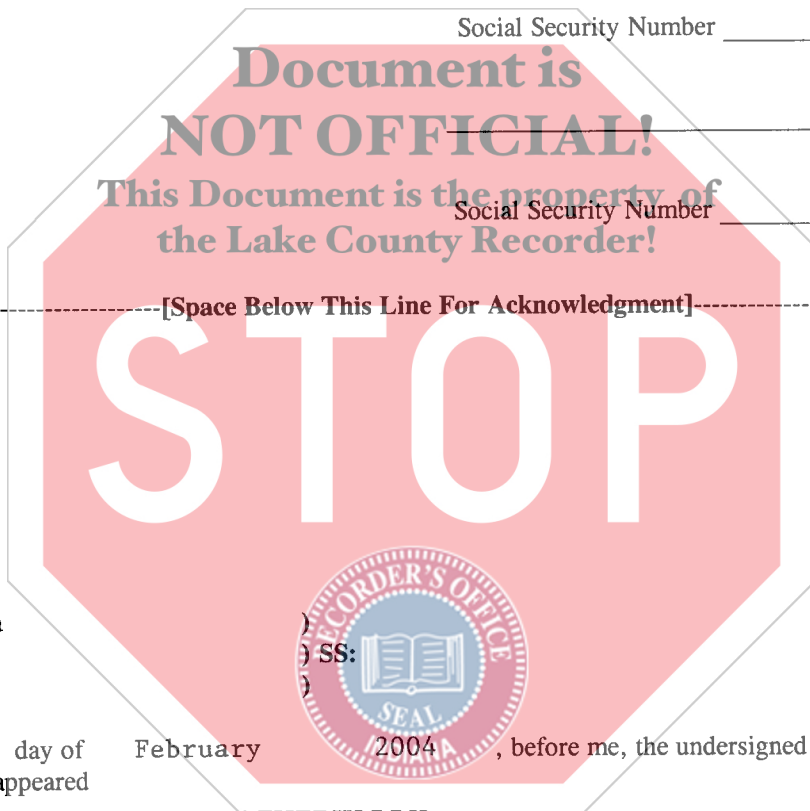 Social Security Number
Document is
NOT OFFICIAL!
This Document is the property of
Social Security Number
the Lake County Recorder!
[Space Below This Line For Acknowledgment]
STOP
RECORDER'S OFFICE
)
) SS:
)
SEAL
INDIANA
day of February 2004 , before me, the undersigned
appeared